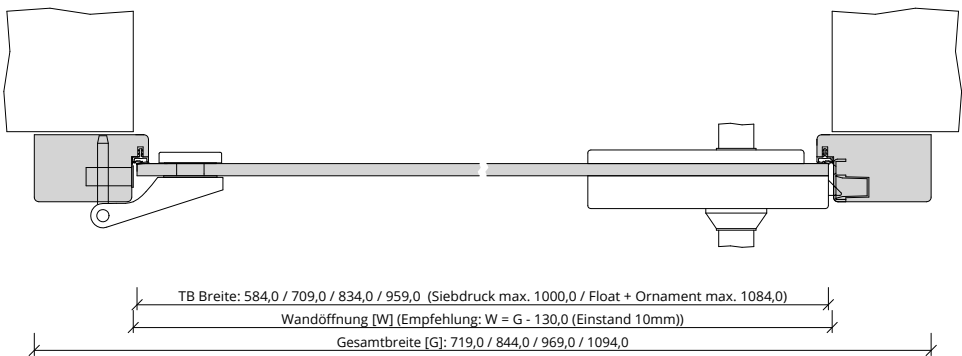 TB Breite: 584,0 / 709,0 / 834,0 / 959,0 (Siebdruck max. 1000,0 / Float + Ornament max. 1084,0)
Wandöffnung [W] (Empfehlung: W = G - 130,0 (Einstand 10mm))
Gesamtbreite [G]: 719,0 / 844,0 / 969,0 / 1094,0